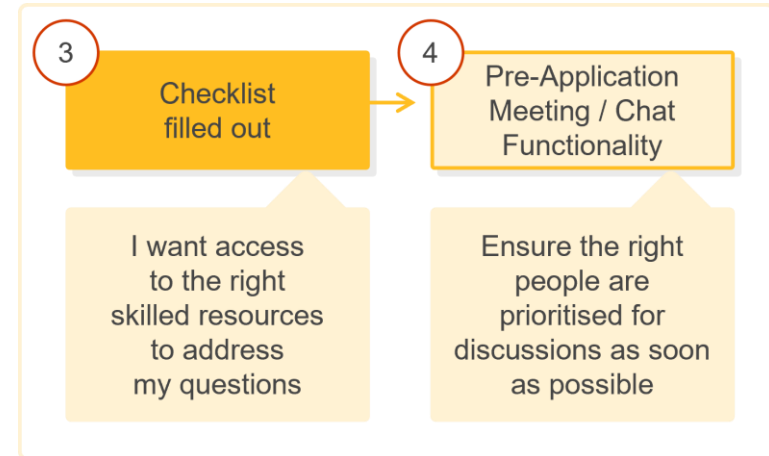 3
Checklist
filled out
4
Pre-Application
Meeting / Chat
Functionality
I want access
to the right
skilled resources
to address
my questions
Ensure the right
people are
prioritised for
discussions as soon
as possible